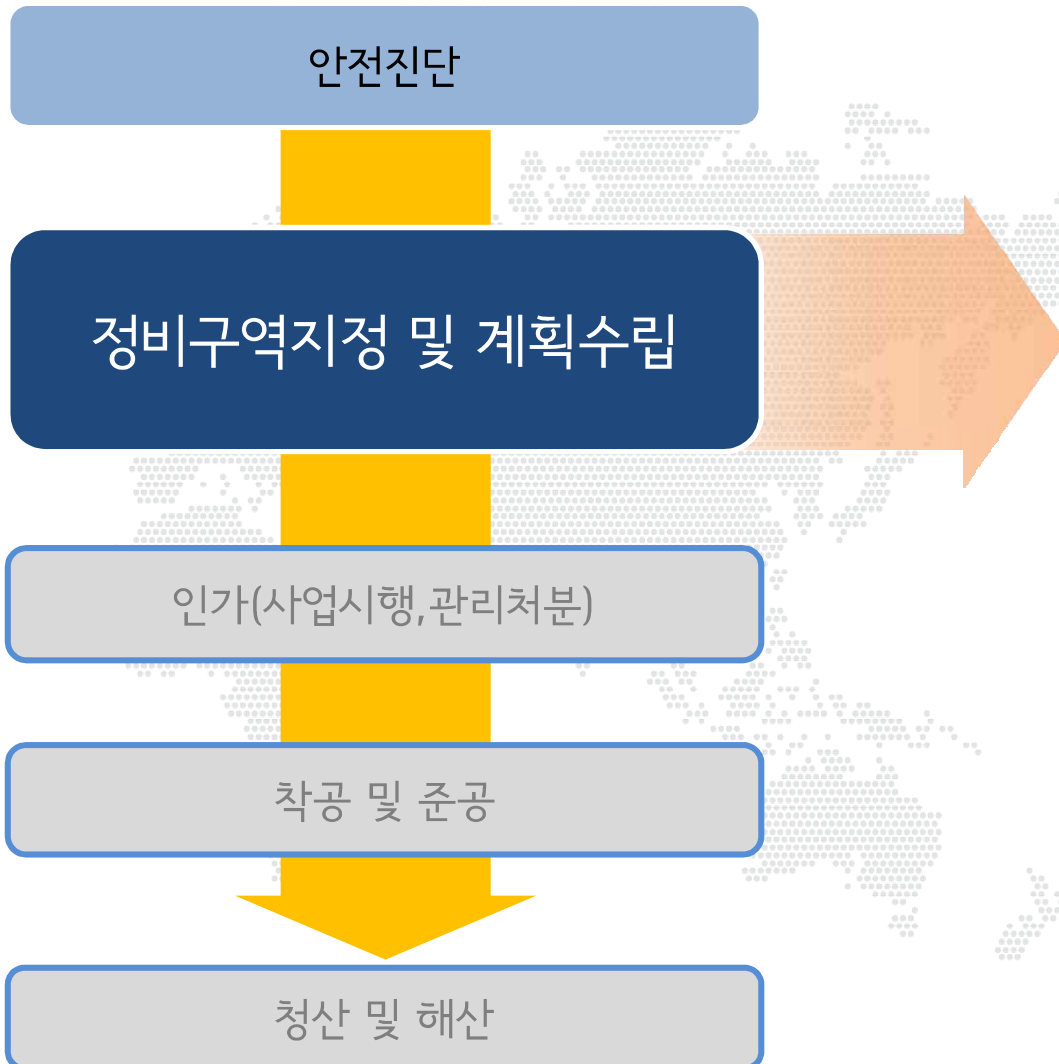 안전진단
정비구역지정 및 계획수립
인가(사업시행,관리처분)
착공 및 준공
청산 및 해산